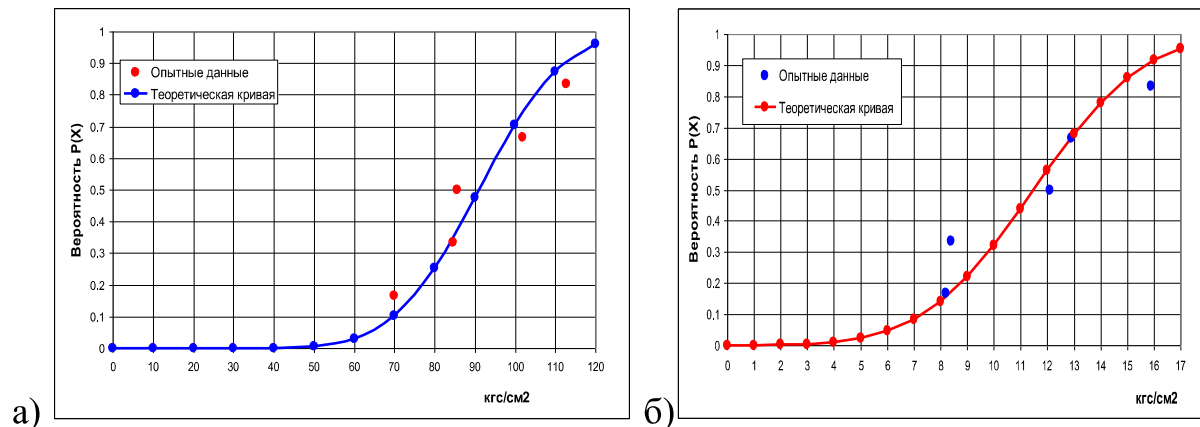 а)
Вероятность P(X)
1
0.9
0.8
0.7
0.6
0.5
0.4
0.3
0.2
0.1
0
Опытные данные
Теоретическая кривая
0 10 20 30 40 50 60 70 80 90 100 110 120
кгс/см2
б)
Вероятность P(X)
1
0.9
0.8
0.7
0.6
0.5
0.4
0.3
0.2
0.1
0
Опытные данные
Теоретическая кривая
0 1 2 3 4 5 6 7 8 9 10 11 12 13 14 15 16 17
кгс/см2